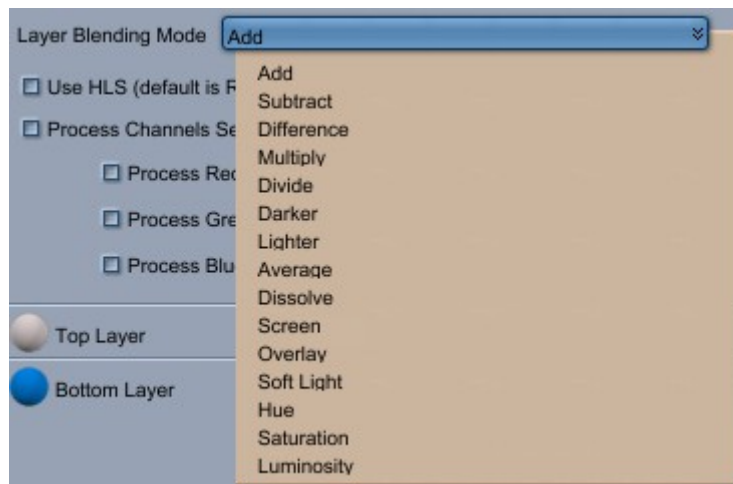 Layer Blending Mode Add
Use HLS (default is R
Process Channels Se
Process Red
Process Gre
Process Blu
Top Layer
Bottom Layer
Add
Subtract
Difference
Multiply
Divide
Darker
Lighter
Average
Dissolve
Screen
Overlay
Soft Light
Hue
Saturation
Luminosity